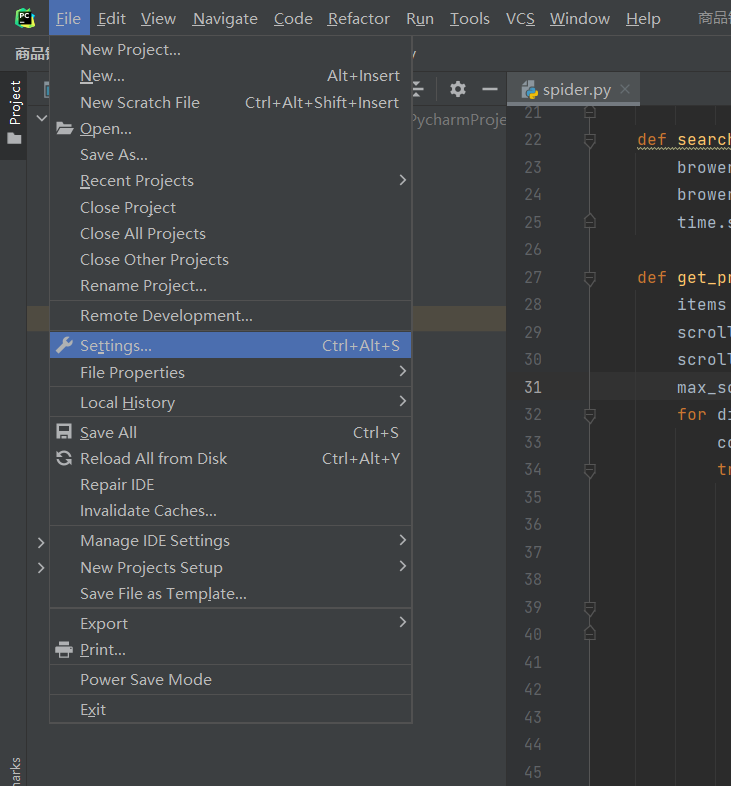 PC
File Edit View Navigate Code Refactor Run Tools VCS Window Help
商品
New Project...
New... Alt+Insert
New Scratch File Ctrl+Alt+Shift+Insert
Open...
Save As...
Recent Projects
Close Project
Close All Projects
Close Other Projects
Rename Project...
Remote Development...
Settings... Ctrl+Alt+S
File Properties
Local History
Save All Ctrl+S
Reload All from Disk Ctrl+Alt+Y
Repair IDE
Invalidate Caches...
Manage IDE Settings
New Projects Setup
Save File as Template...
Export
Print...
Power Save Mode
Exit
Project
PycharmProje
spider.py
21
22 def search
23 brower
24 brower
25 time.s
26
27 def get_pr
28 items
29 scroll
30 scroll
31 max_sc
32 for di
33 co
34 tr
35
36
37
38
39
40
41
42
43
44
45
marks